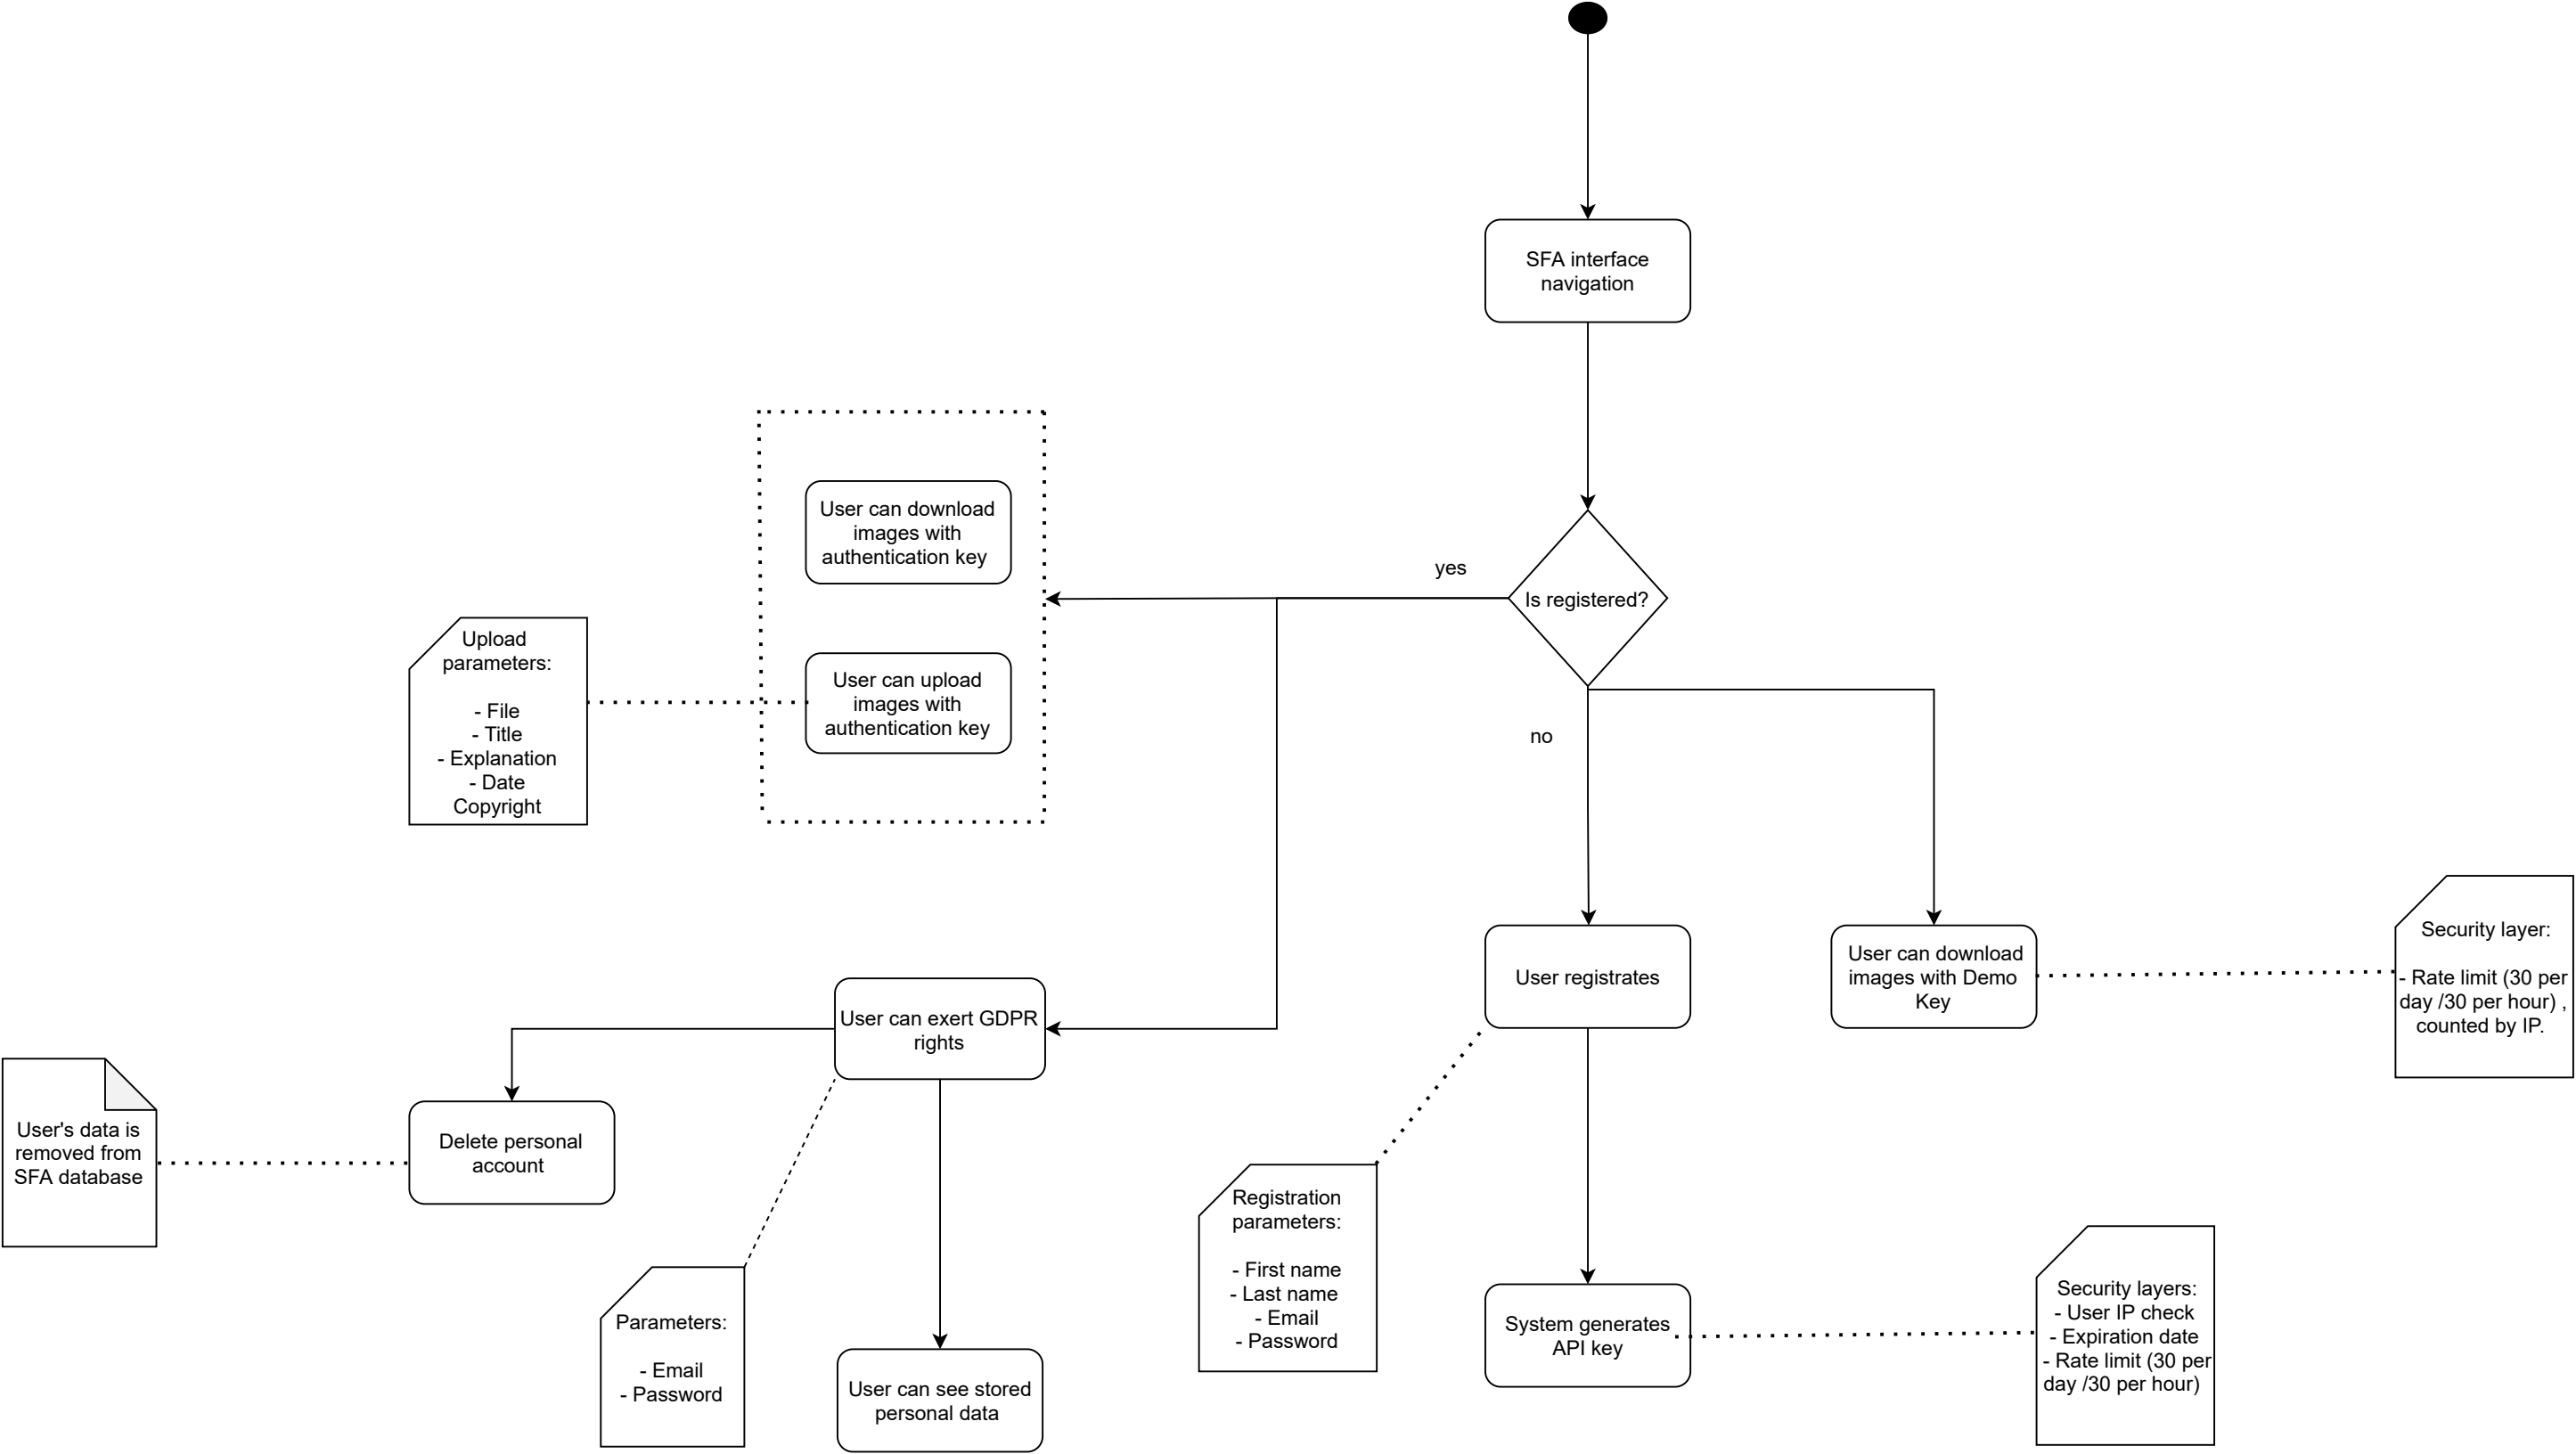 SFA interface
navigation
Is registered?
yes
no
User can download
images with
authentication key
User can upload
images with
authentication key
Upload
parameters:
- File
- Title
- Explanation
- Date
Copyright
User registrates
User can download
images with Demo
Key
Security layer:
- Rate limit (30 per
day /30 per hour) ,
counted by IP.
User can exert GDPR
rights
Delete personal
account
User's data is
removed from
SFA database
Parameters:
- Email
- Password
User can see stored
personal data
Registration
parameters:
- First name
- Last name
- Email
- Password
System generates
API key
Security layers:
- User IP check
- Expiration date
- Rate limit (30 per
day /30 per hour)